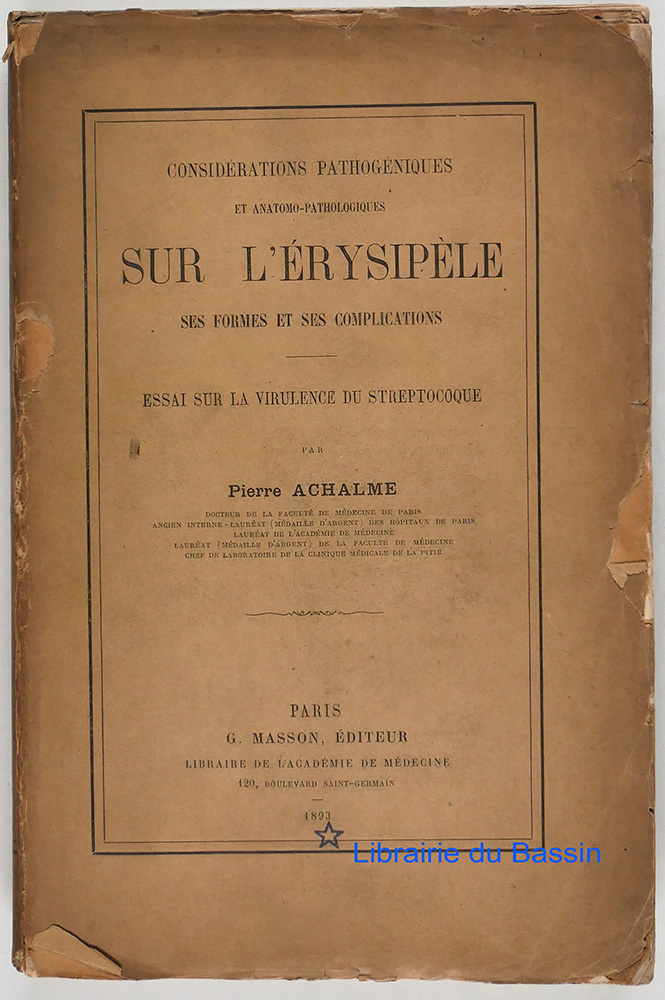 CONSIDÉRATIONS PATHOGÉNIQUES
ET ANATOMO-PATHOLOGIQUES
SUR L'ÉRYSIPÈLE
SES FORMES ET SES COMPLICATIONS
ESSAI SUR LA VIRULENCE DU STREPTOCOQUE
PAR
Pierre ACHALME
DOCTEUR DE LA FACULTÉ DE MÉDECINE DE PARIS
ANCIEN INTERNE-LAURÉAT (MÉDAILLE D'ARGENT) DES HÔPITAUX DE PARIS
LAURÉAT DE L'ACADÉMIE DE MÉDECINE
LAURÉAT (MÉDAILLE D'ARGENT) DE LA FACULTÉ DE MÉDECINE
CHEF DE LABORATOIRE DE LA CLINIQUE MÉDICALE DE LA PITIÉ
PARIS
G. MASSON, ÉDITEUR
LIBRAIRE DE L'ACADÉMIE DE MÉDECINE
120, BOULEVARD SAINT-GERMAIN
1893
Librairie du Bassin